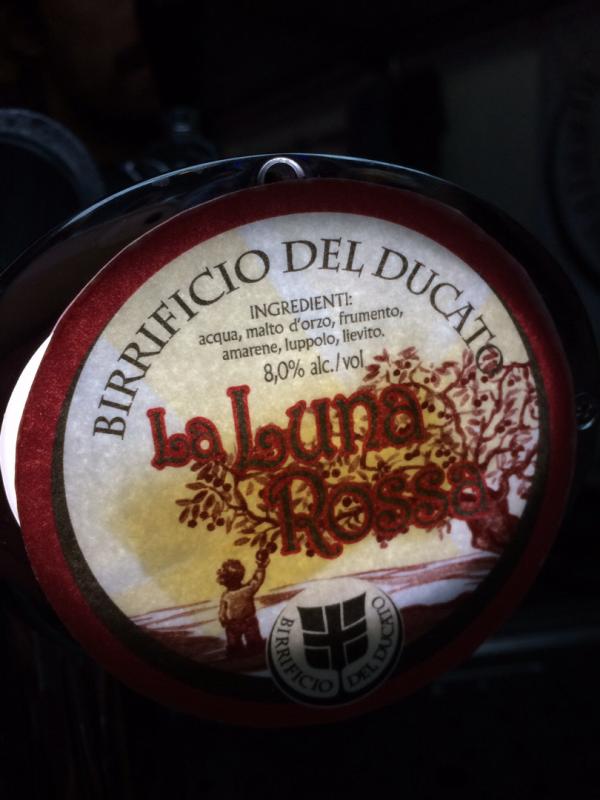 BIRRIFICIO DEL DUCATO
INGREDIENTI:
acqua, malto d'orzo, frumento,
amarene, luppolo, lievito.
8,0% alc./vol
La Luna
Rossa
BIRRIFICIO DEL DUCATO